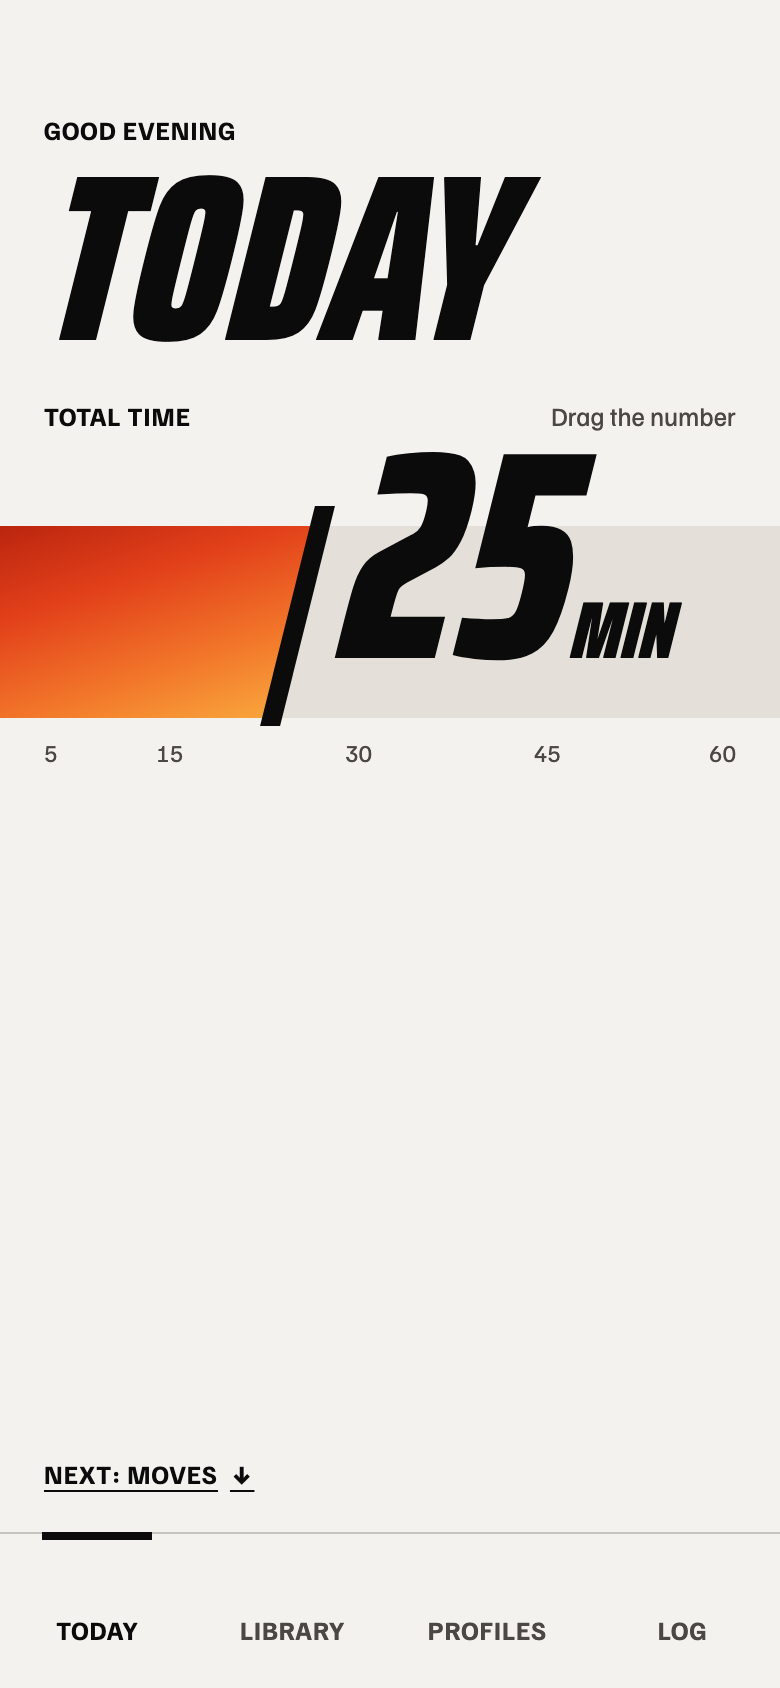 GOOD EVENING
TODAY
TOTAL TIME Drag the number
25 MIN
5 15 30 45 60
NEXT: MOVES ↓
TODAY LIBRARY PROFILES LOG